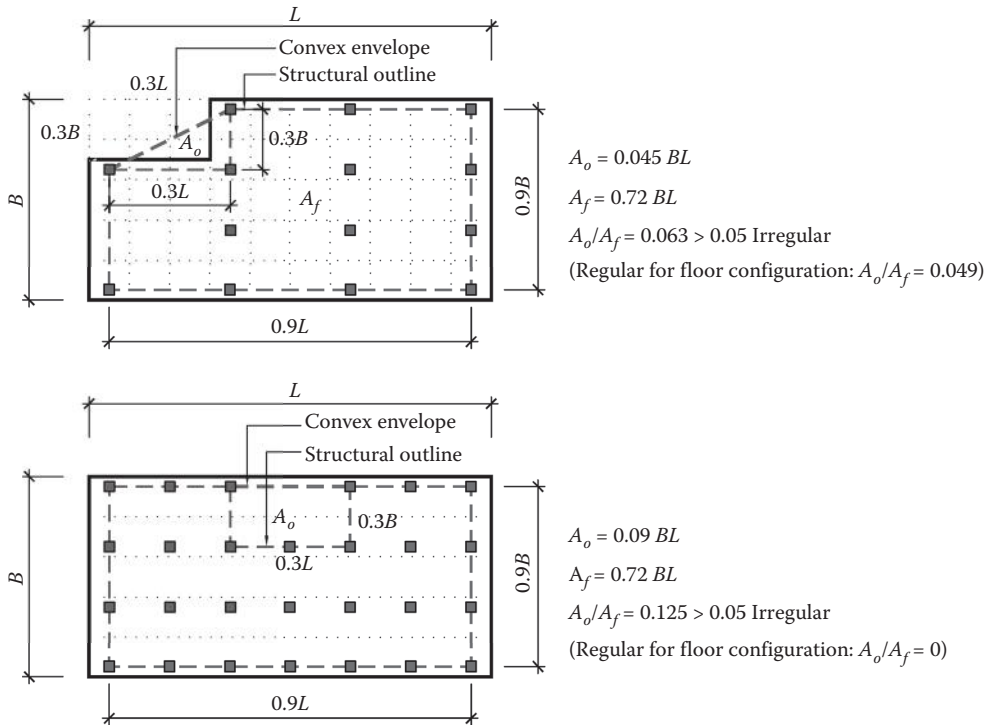 L
Convex envelope
Structural outline
0.3L
0.3B
A_o
0.3B
0.3L
A_f
B
0.9B
0.9L
A_o = 0.045 BL
A_f = 0.72 BL
A_o/A_f = 0.063 > 0.05 Irregular
(Regular for floor configuration: A_o/A_f = 0.049)
L
Convex envelope
Structural outline
A_o
0.3B
0.3L
B
0.9B
0.9L
A_o = 0.09 BL
A_f = 0.72 BL
A_o/A_f = 0.125 > 0.05 Irregular
(Regular for floor configuration: A_o/A_f = 0)